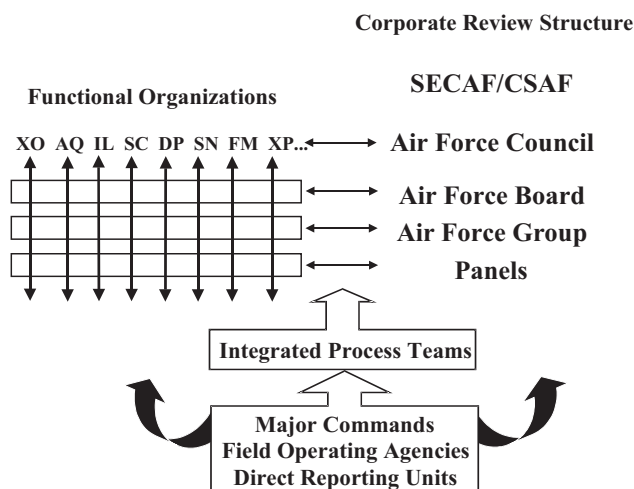 Corporate Review Structure
SECAF/CSAF
Functional Organizations
XO AQ IL SC DP SN FM XP...
Air Force Council
Air Force Board
Air Force Group
Panels
Integrated Process Teams
Major Commands
Field Operating Agencies
Direct Reporting Units